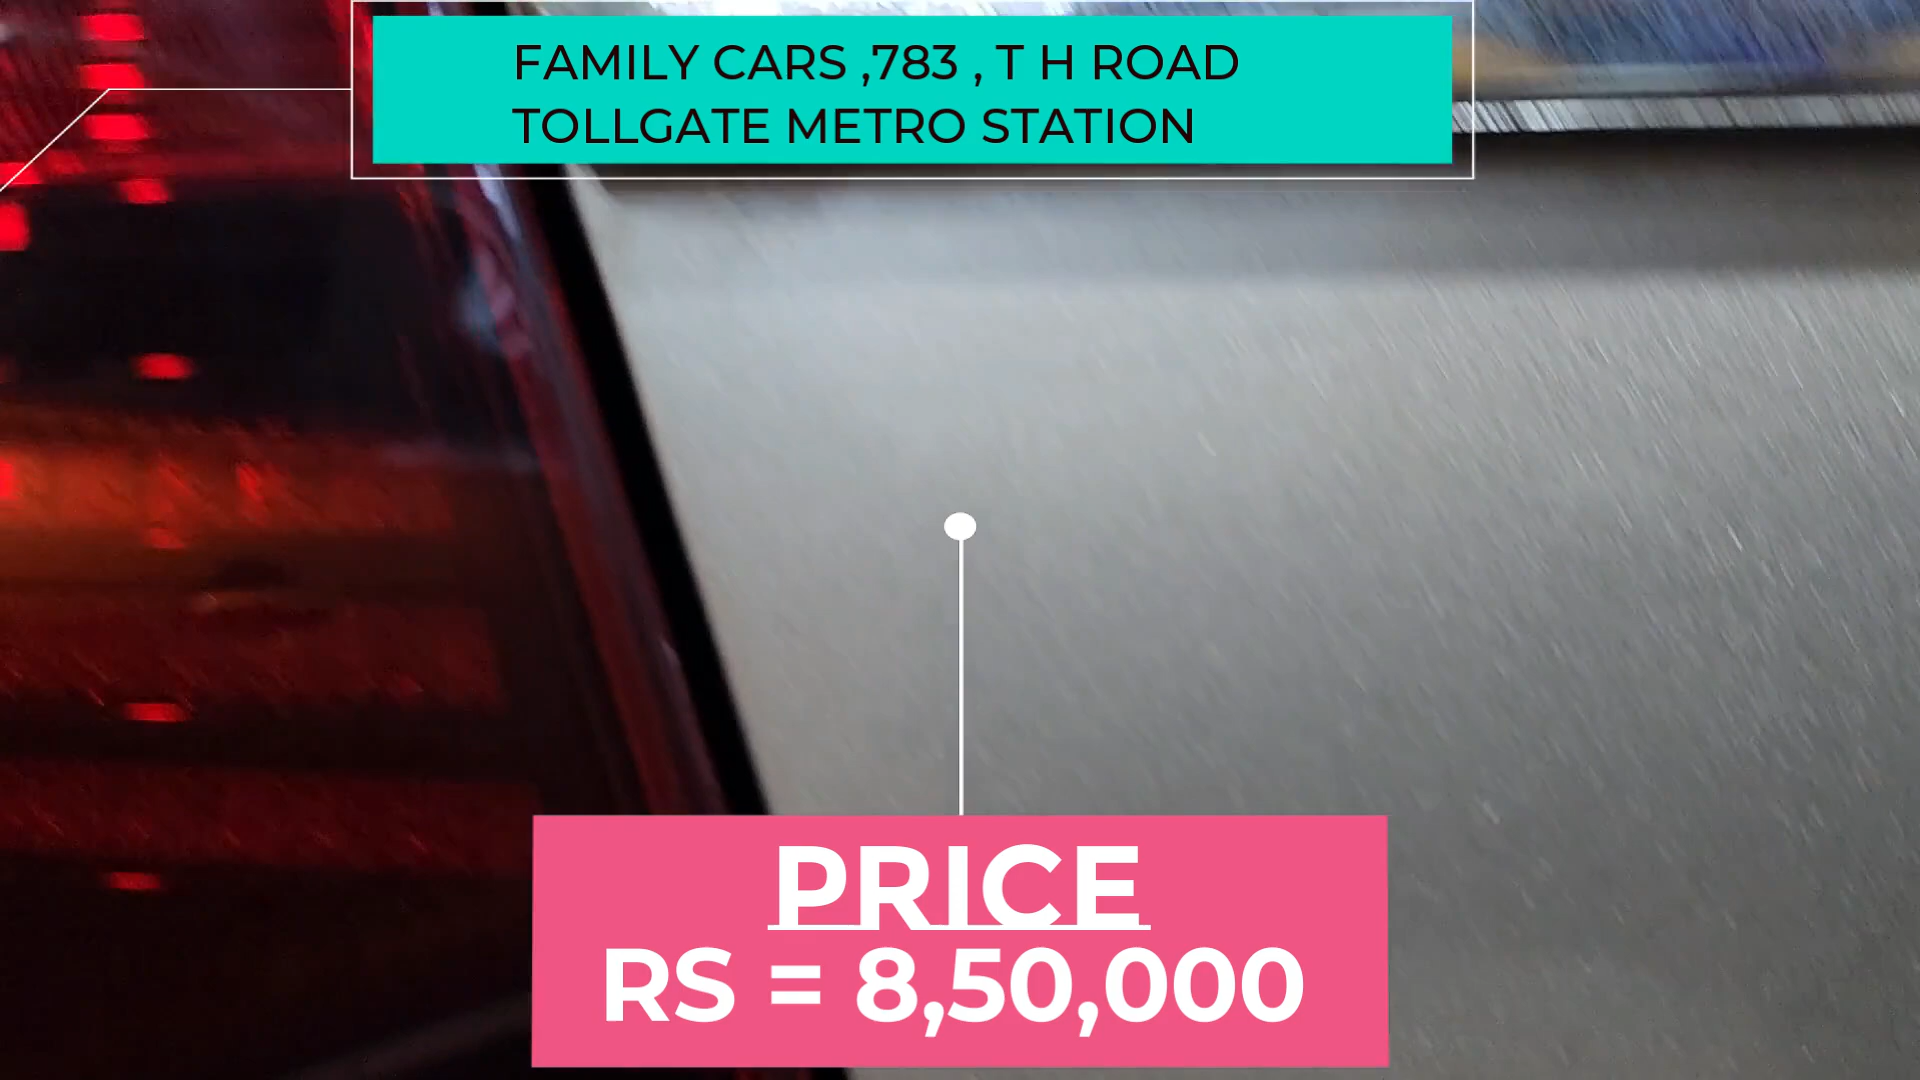 FAMILY CARS ,783 , T H ROAD
TOLLGATE METRO STATION
PRICE
RS = 8,50,000